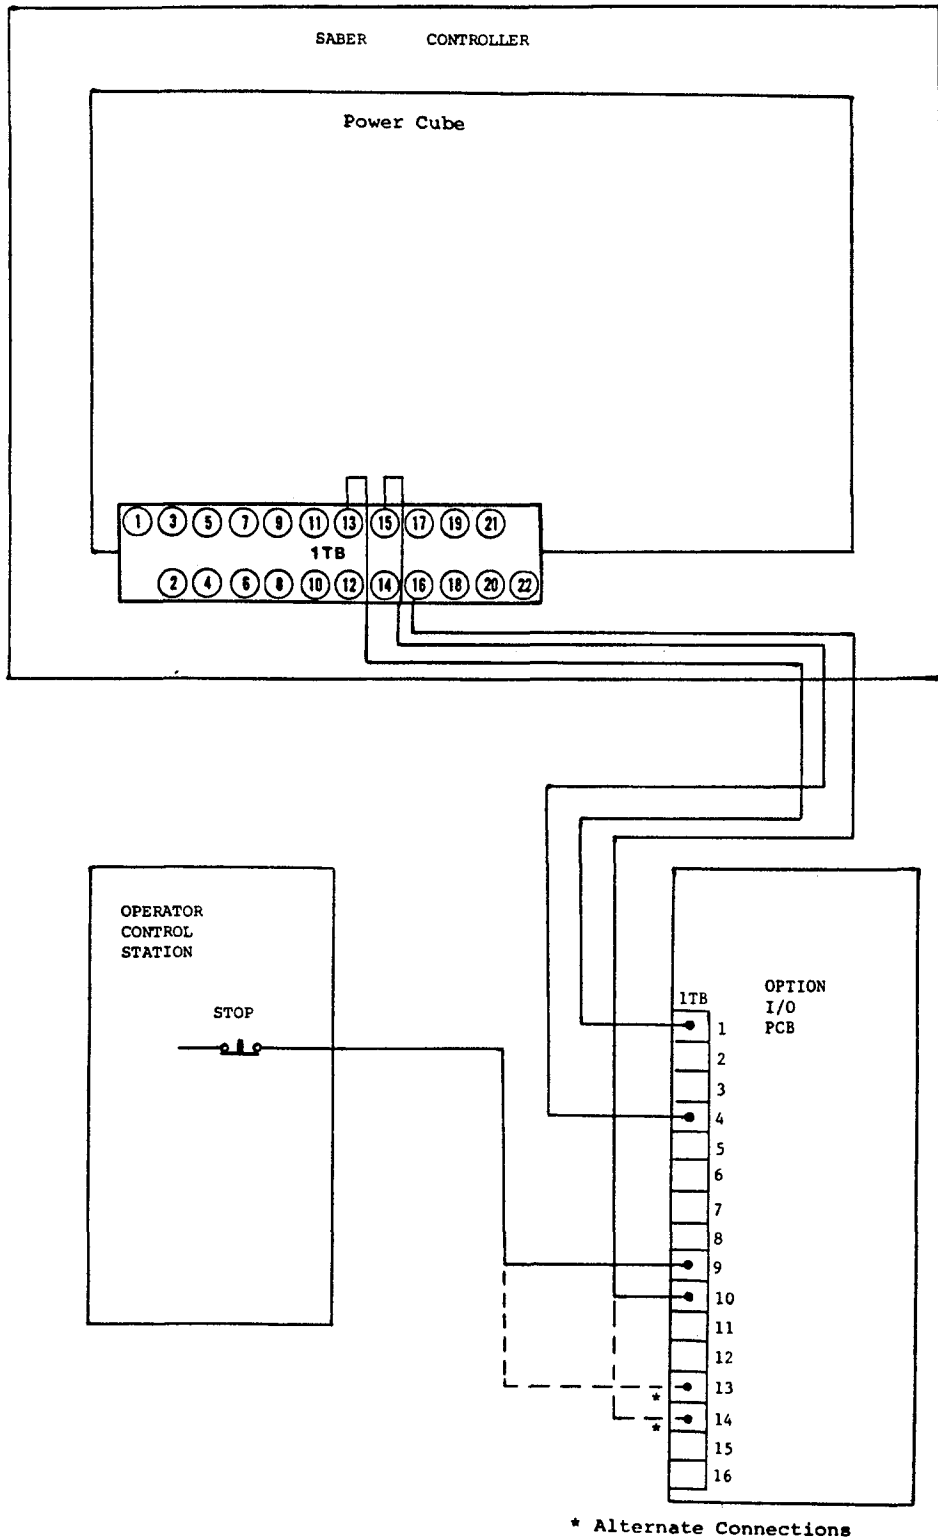 SABER CONTROLLER
Power Cube
1 3 5 7 9 11 13 15 17 19 21
1TB
2 4 6 8 10 12 14 16 18 20 22
OPERATOR
CONTROL
STATION
STOP
OPTION
I/O
PCB
1TB
1
2
3
4
5
6
7
8
9
10
11
12
* 13
* 14
15
16
* Alternate Connections